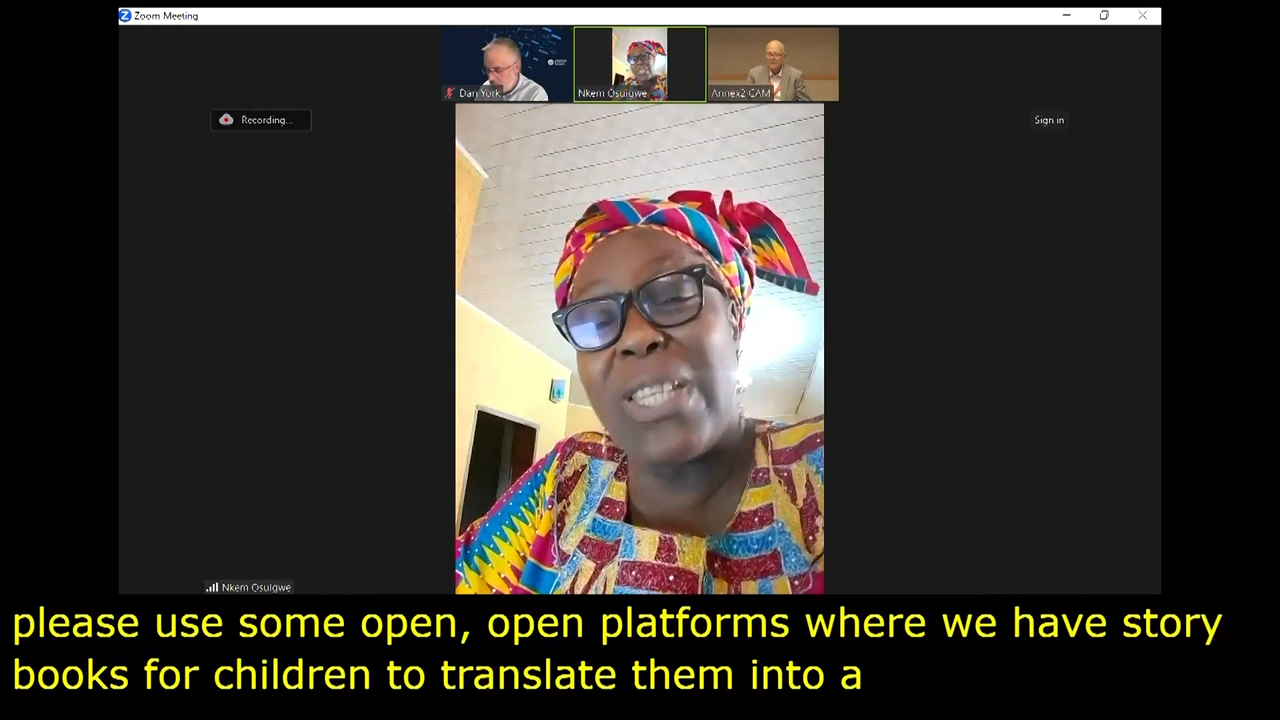 Zoom Meeting
Dan York
Nkem Osuigwe
Annex2 CAM
Recording...
Sign in
Nkem Osuigwe
please use some open, open platforms where we have story
books for children to translate them into a